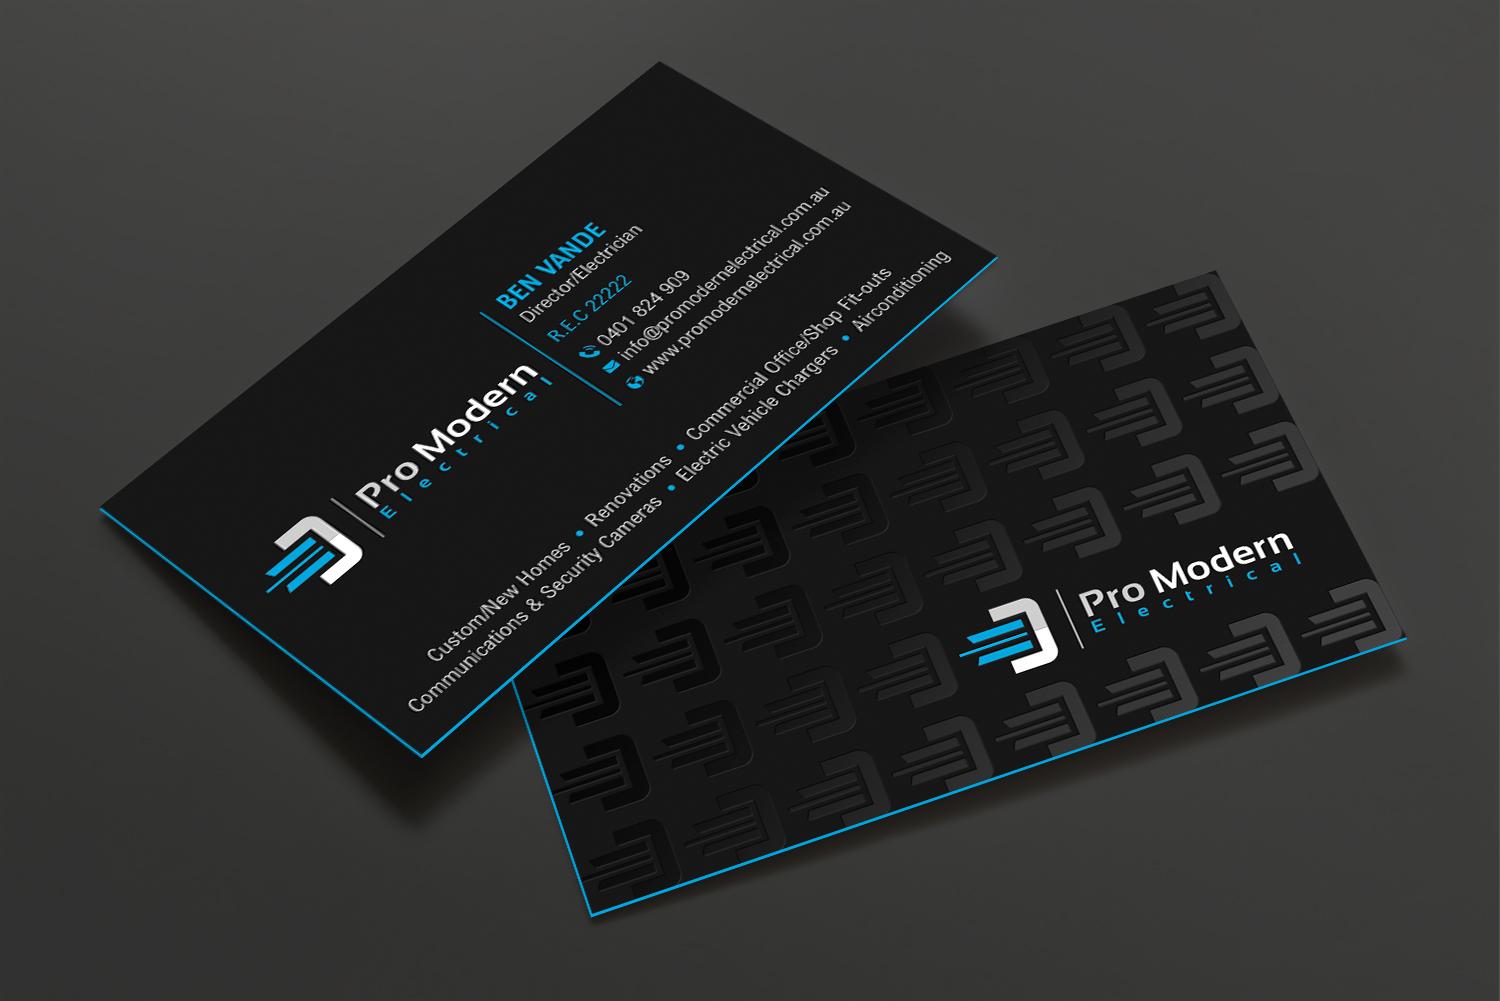 Pro Modern
Electrical
BEN VANDE
Director/Electrician
R.E.C 22222
0401 824 909
info@promodernelectrical.com.au
www.promodernelectrical.com.au
Custom/New Homes • Renovations • Commercial Office/Shop Fit-outs
Communications & Security Cameras • Electric Vehicle Chargers • Airconditioning
Pro Modern
Electrical